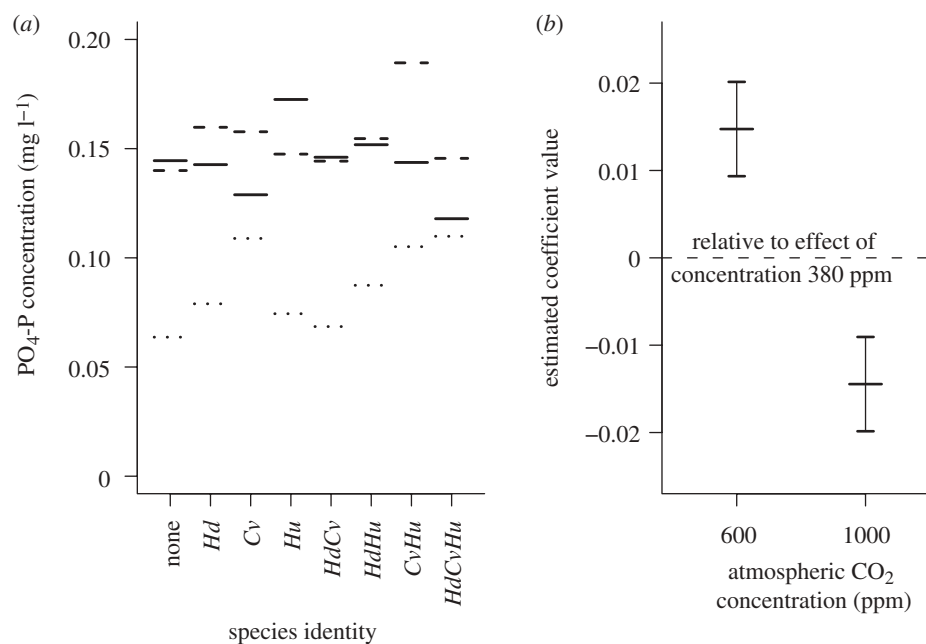 (a)
0.20
0.15
0.10
0.05
0
PO₄-P concentration (mg l⁻¹)
none
Hd
Cv
Hu
HdCv
HdHu
CvHu
HdCvHu
species identity
(b)
0.02
0.01
0
−0.01
−0.02
estimated coefficient value
relative to effect of
concentration 380 ppm
600
1000
atmospheric CO₂
concentration (ppm)